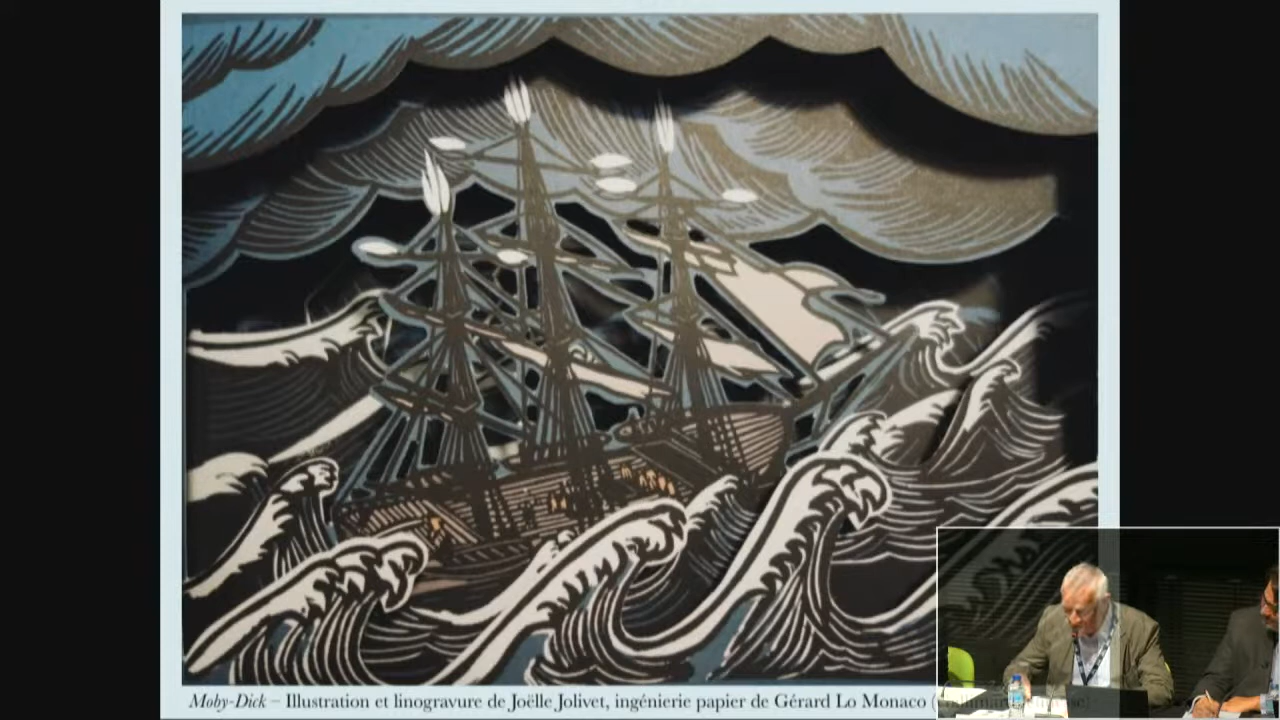 Moby-Dick – Illustration et linogravure de Joëlle Jolivet, ingénierie papier de Gérard Lo Monaco